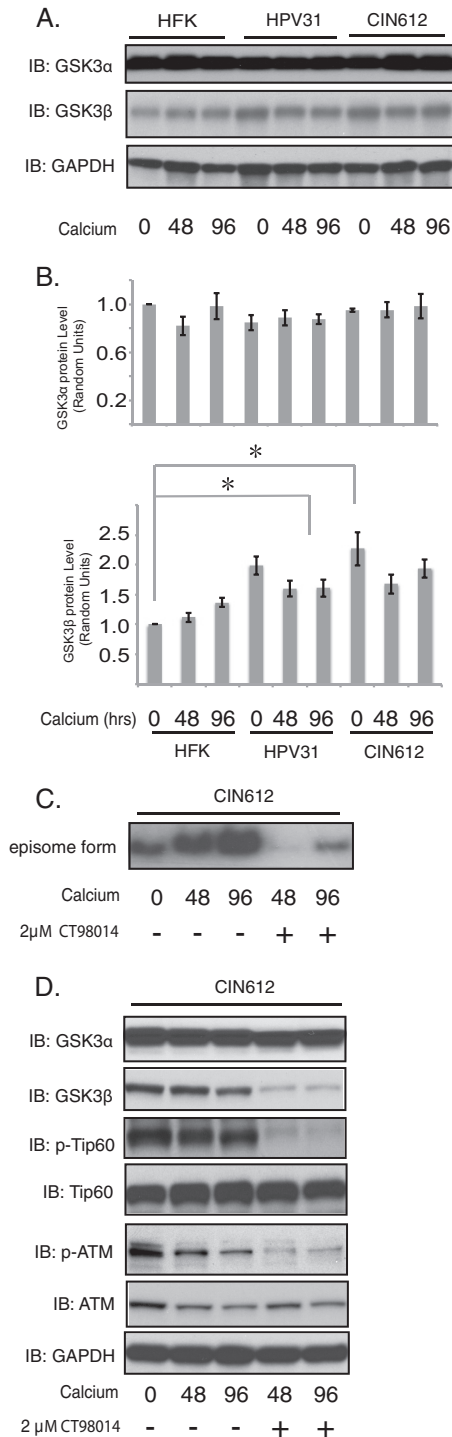 A.
HFK HPV31 CIN612
IB: GSK3α
IB: GSK3β
IB: GAPDH
Calcium 0 48 96 0 48 96 0 48 96
B.
GSK3α protein Level
(Random Units)
1.0
0.6
0.2
*
*
GSK3β protein Level
(Random Units)
2.5
2.0
1.5
1.0
0.5
Calcium (hrs) 0 48 96 0 48 96 0 48 96
HFK HPV31 CIN612
C.
CIN612
episome form
Calcium 0 48 96 48 96
2μM CT98014 - - - + +
D.
CIN612
IB: GSK3α
IB: GSK3β
IB: p-Tip60
IB: Tip60
IB: p-ATM
IB: ATM
IB: GAPDH
Calcium 0 48 96 48 96
2 μM CT98014 - - - + +